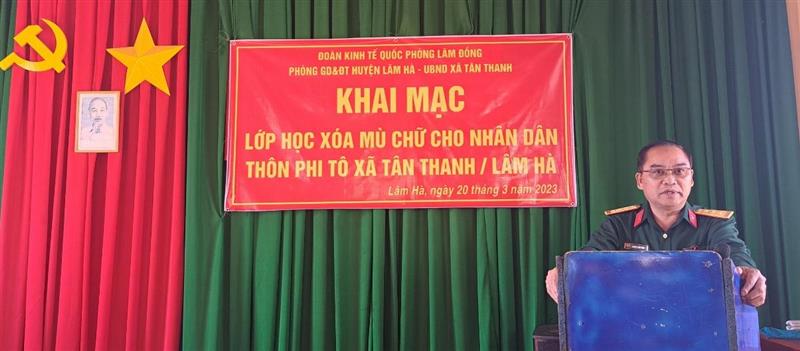 ĐOÀN KINH TẾ QUỐC PHÒNG LÂM ĐỒNG
PHÒNG GD&ĐT HUYỆN LÂM HÀ - UBND XÃ TÂN THANH
KHAI MẠC
LỚP HỌC XÓA MÙ CHỮ CHO NHÂN DÂN
THÔN PHI TÔ XÃ TÂN THANH / LÂM HÀ
Lâm Hà, ngày 20 tháng 3 năm 2023